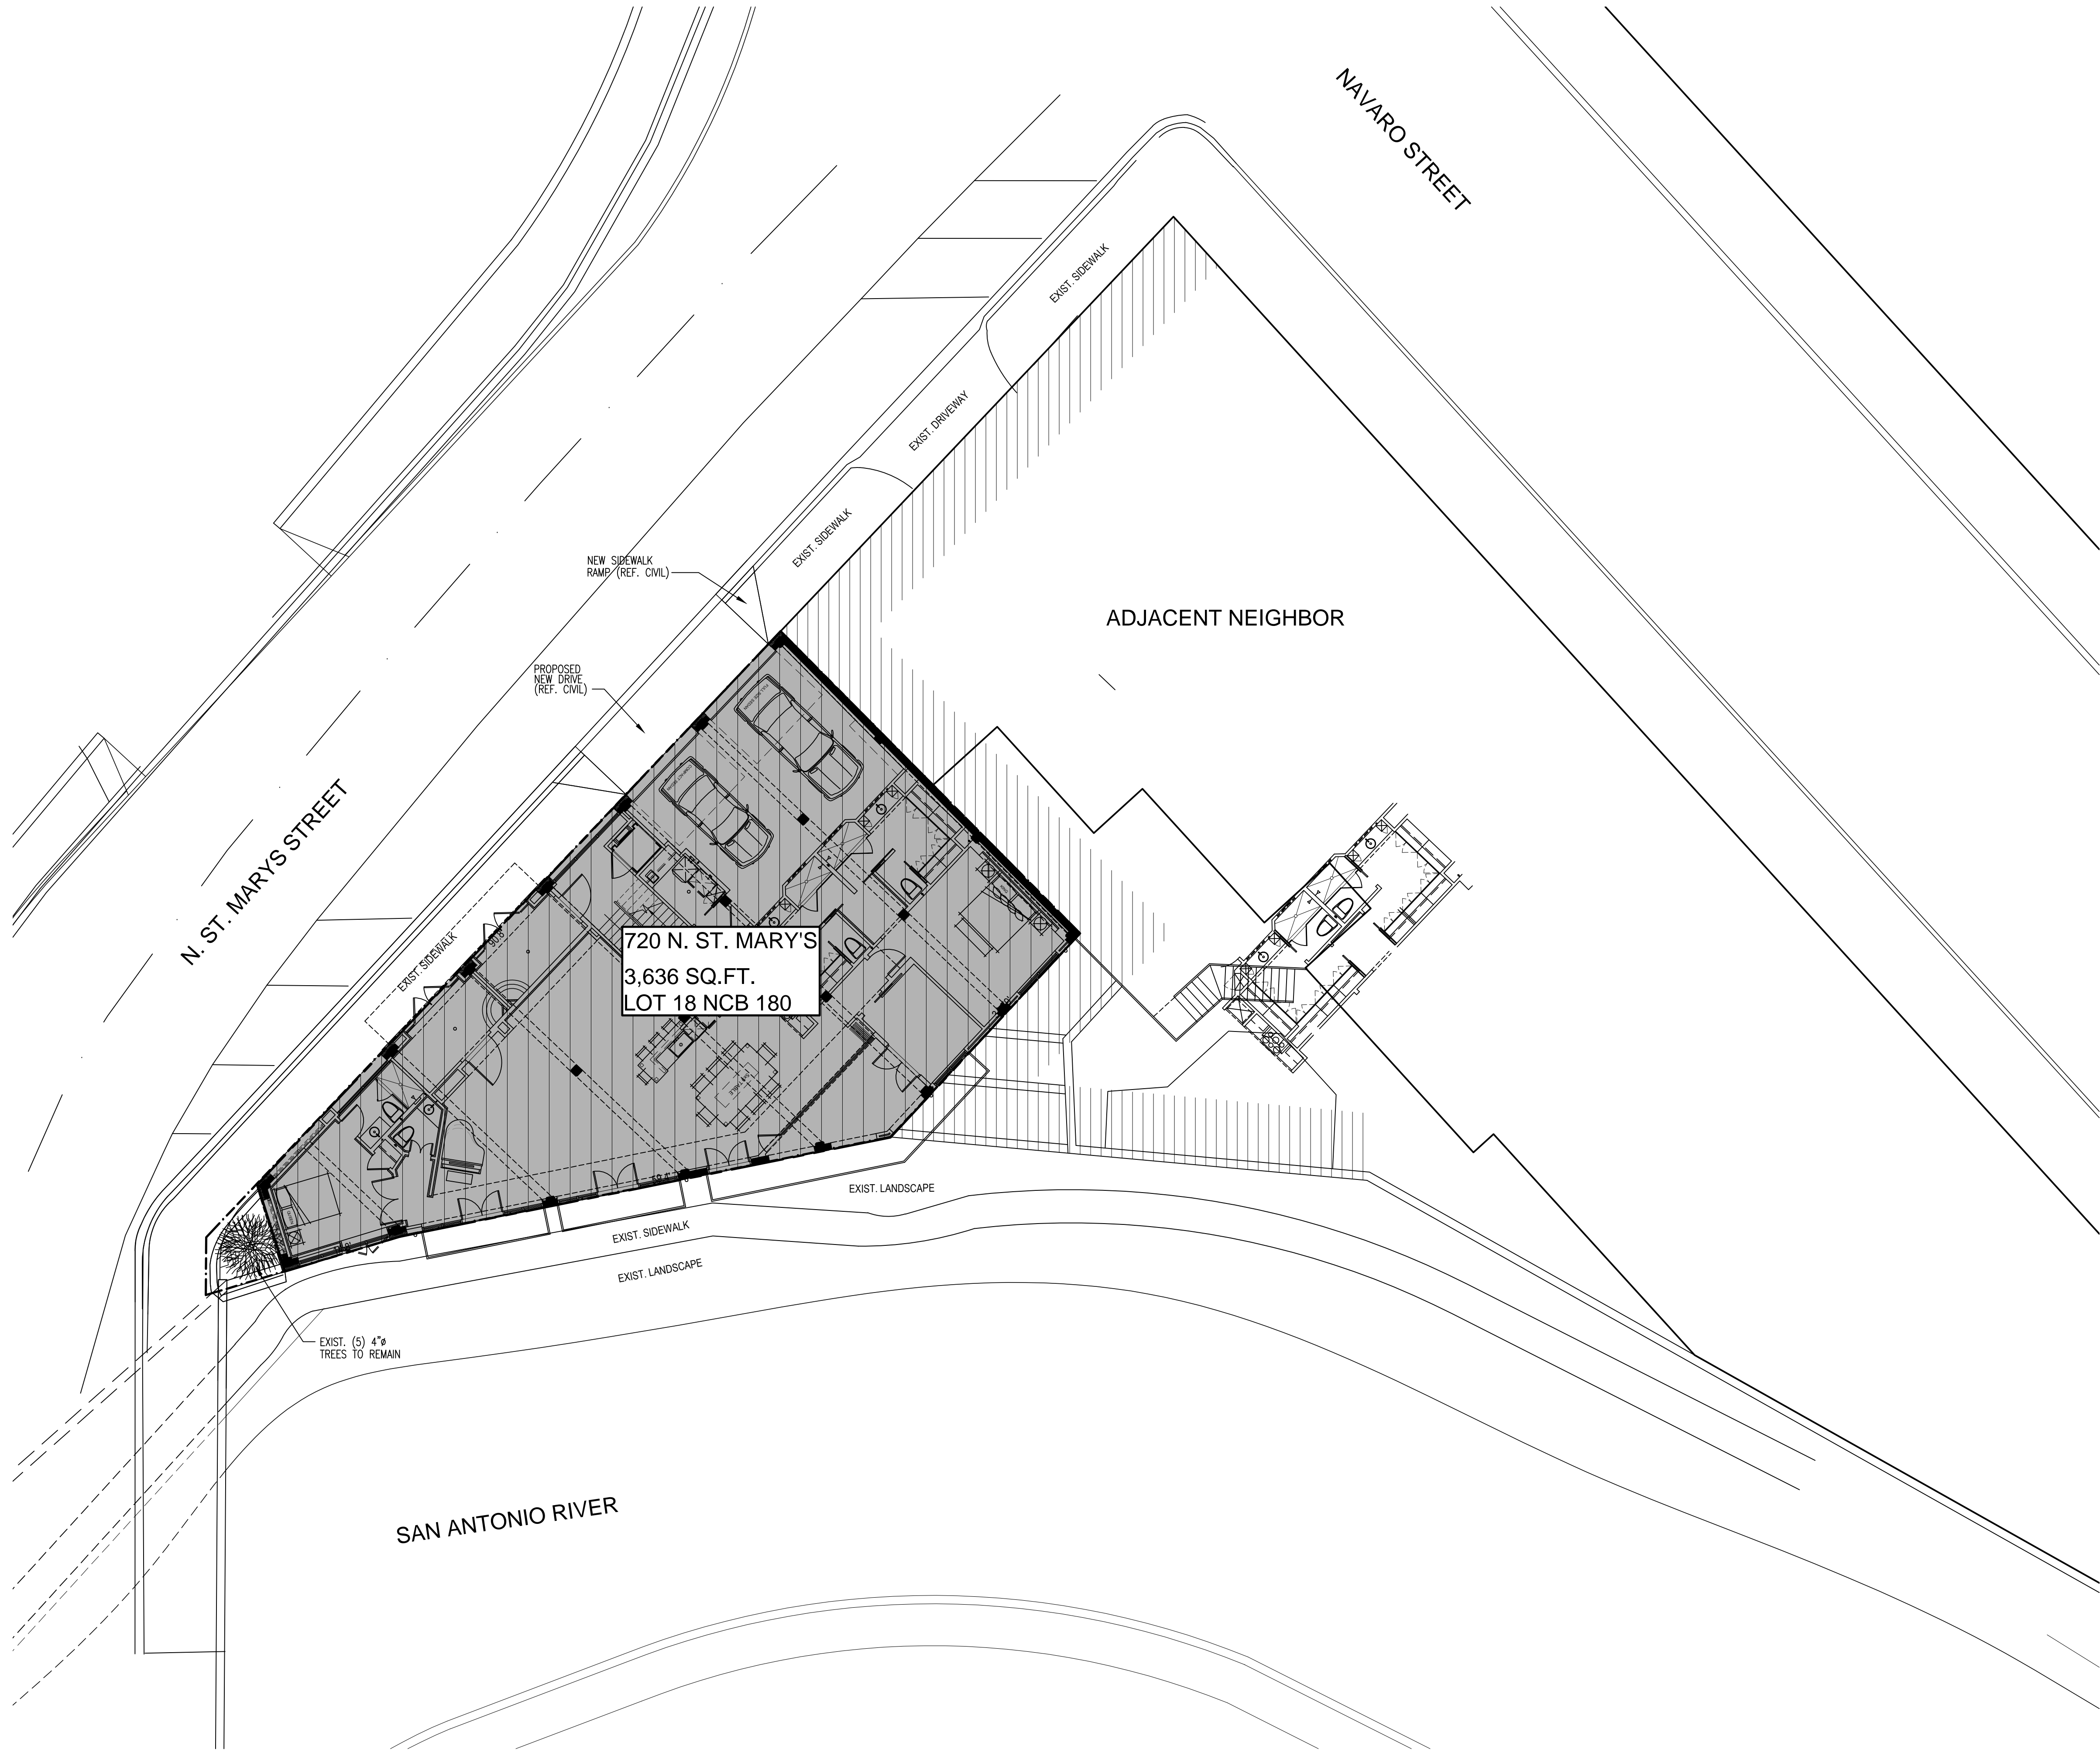 NAVARO STREET
EXIST. SIDEWALK
EXIST. DRIVEWAY
EXIST. SIDEWALK
NEW SIDEWALK
RAMP (REF. CIVIL)
ADJACENT NEIGHBOR
PROPOSED
NEW DRIVE
(REF. CIVIL)
N. ST. MARYS STREET
EXIST. SIDEWALK
90.8
720 N. ST. MARY'S
3,636 SQ.FT.
LOT 18 NCB 180
EXIST. LANDSCAPE
EXIST. SIDEWALK
EXIST. LANDSCAPE
EXIST. (5) 4"ø
TREES TO REMAIN
SAN ANTONIO RIVER